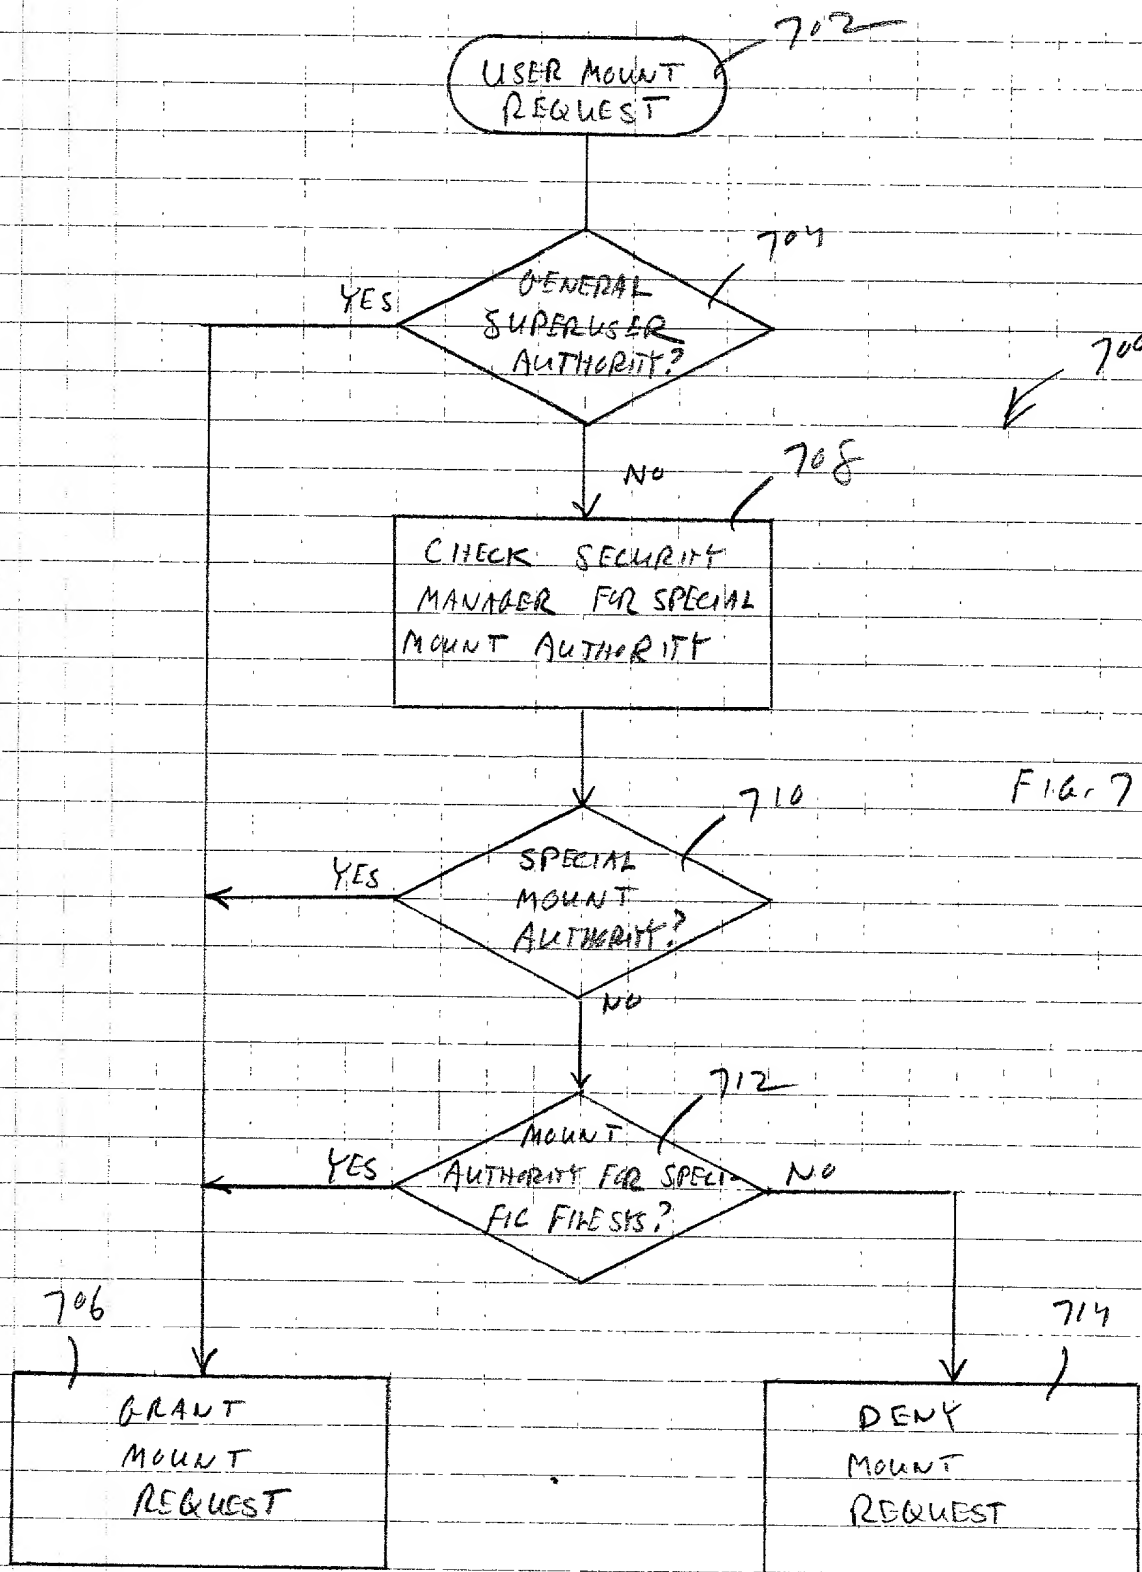 702
USER MOUNT
REQUEST
704
YES
GENERAL
SUPERUSER
AUTHORITY?
700
NO
708
CHECK SECURITY
MANAGER FOR SPECIAL
MOUNT AUTHORITY
FIG. 7
710
YES
SPECIAL
MOUNT
AUTHORITY?
NO
712
MOUNT
YES
AUTHORITY FOR SPECI-
NO
FIC FILESYS?
706
714
GRANT
MOUNT
REQUEST
DENY
MOUNT
REQUEST